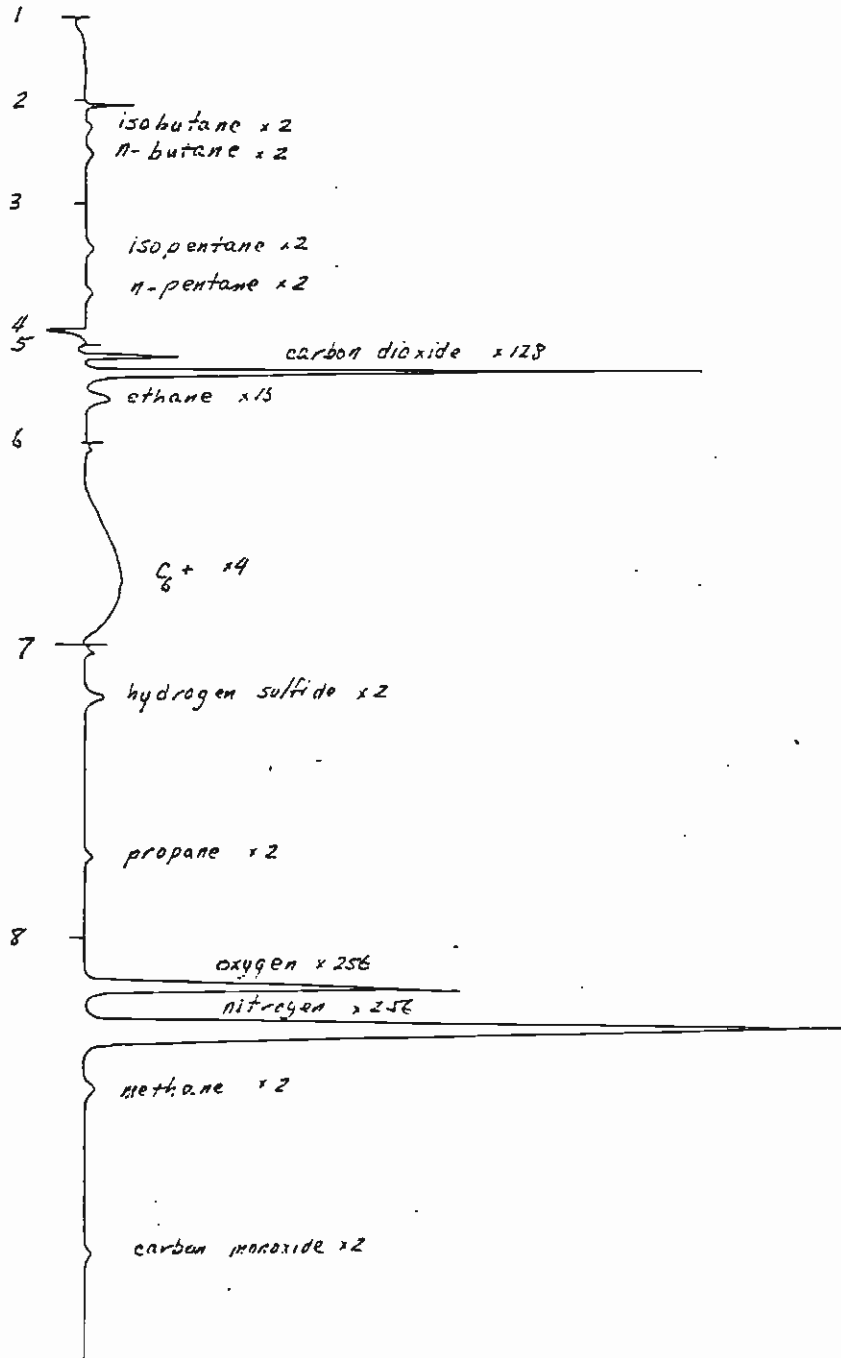 1
2
isobutane × 2
n-butane × 2
3
isopentane × 2
n-pentane × 2
4
5
carbon dioxide × 128
ethane × 15
6
C6+ × 4
7
hydrogen sulfide × 2
propane × 2
8
oxygen × 256
nitrogen × 256
methane × 2
carbon monoxide × 2